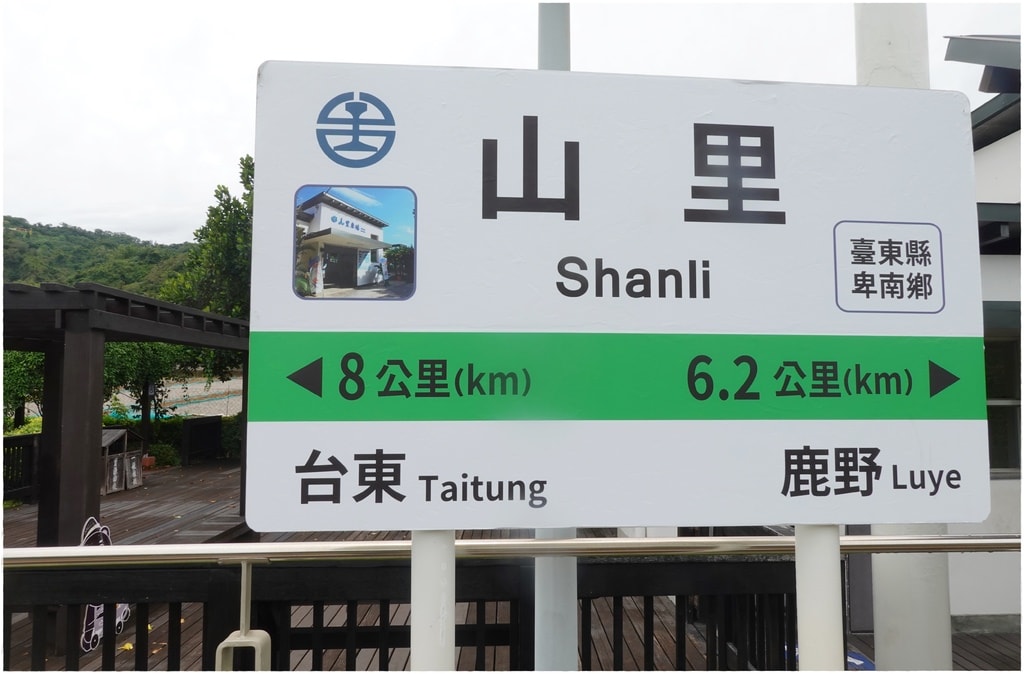 山里
Shanli
臺東縣
卑南鄉
8公里(km)
6.2公里(km)
台東 Taitung
鹿野 Luye